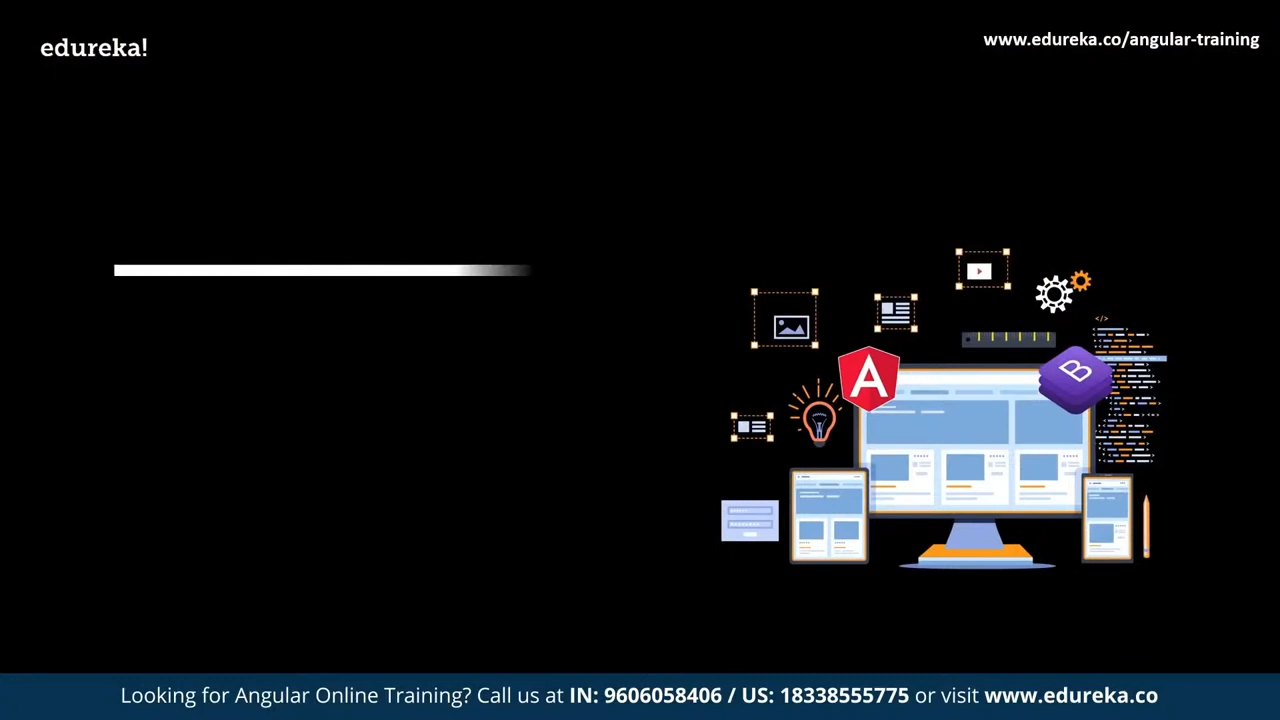 edureka!
www.edureka.co/angular-training
</>
A
B
Looking for Angular Online Training? Call us at IN: 9606058406 / US: 18338555775 or visit www.edureka.co